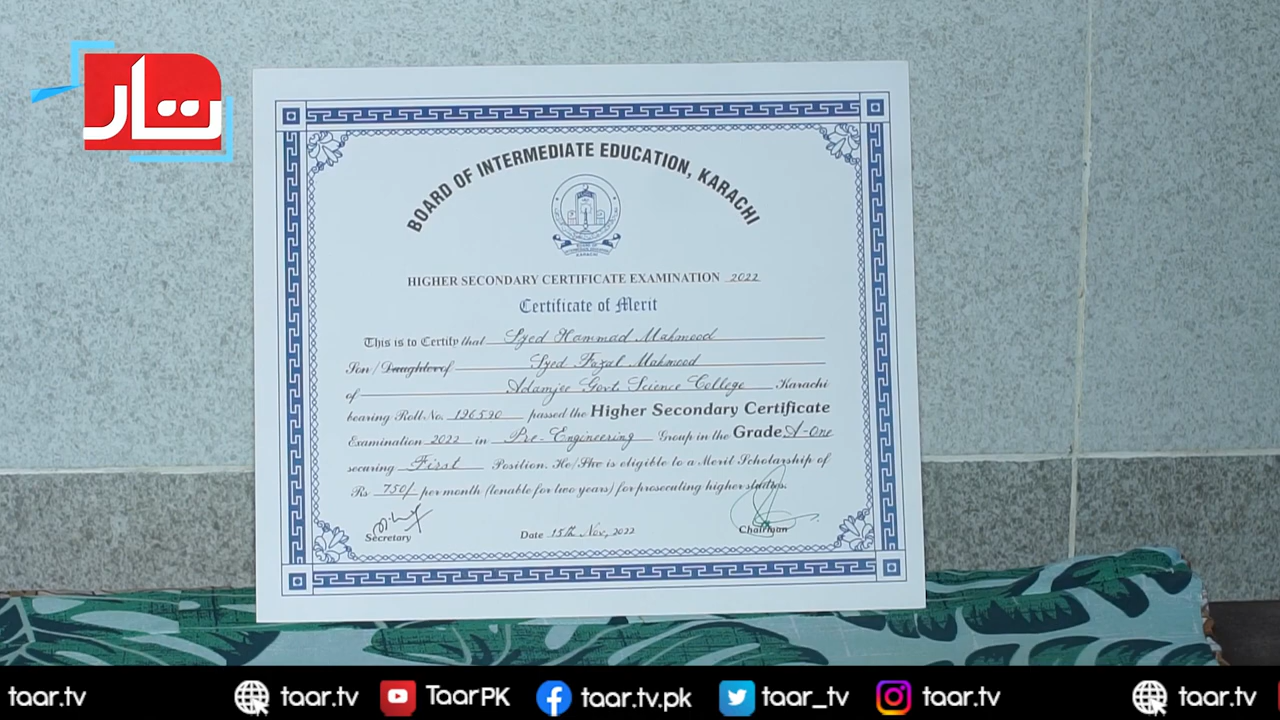 تار
BOARD OF INTERMEDIATE EDUCATION, KARACHI
HIGHER SECONDARY CERTIFICATE EXAMINATION 2022
Certificate of Merit
This is to Certify that Syed Hammad Mahmood
Son / Daughter of Syed Fazal Mahmood
of Adamjee Govt. Science College Karachi
bearing Roll No. 126590 passed the Higher Secondary Certificate
Examination 2022 in Pre-Engineering Group in the Grade A-One
securing First Position. He/She is eligible to a Merit Scholarship of
Rs 750/ per month (tenable for two years) for prosecuting higher studies.
Secretary
Date 15th Nov, 2022
Chairman
taar.tv taar.tv TaarPK taar.tv.pk taar_tv taar.tv taar.tv